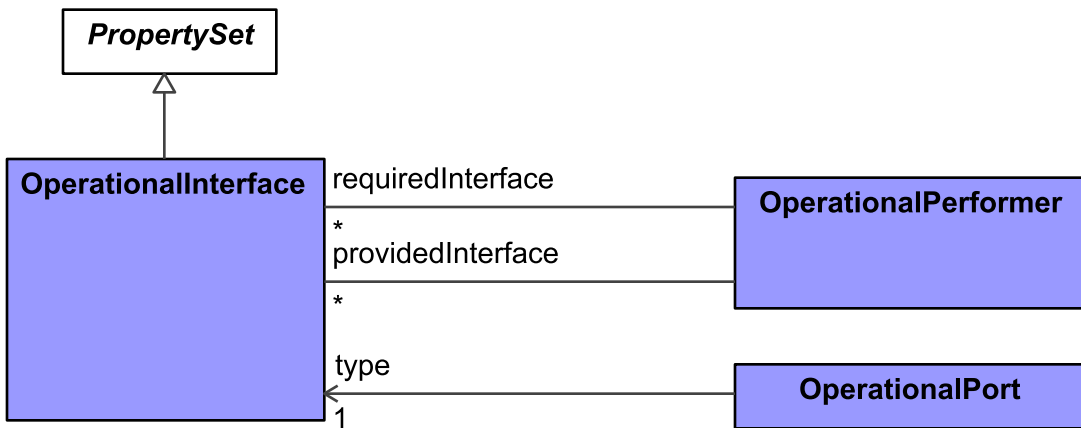 PropertySet
OperationalInterface
requiredInterface
*
providedInterface
*
OperationalPerformer
type
1
OperationalPort